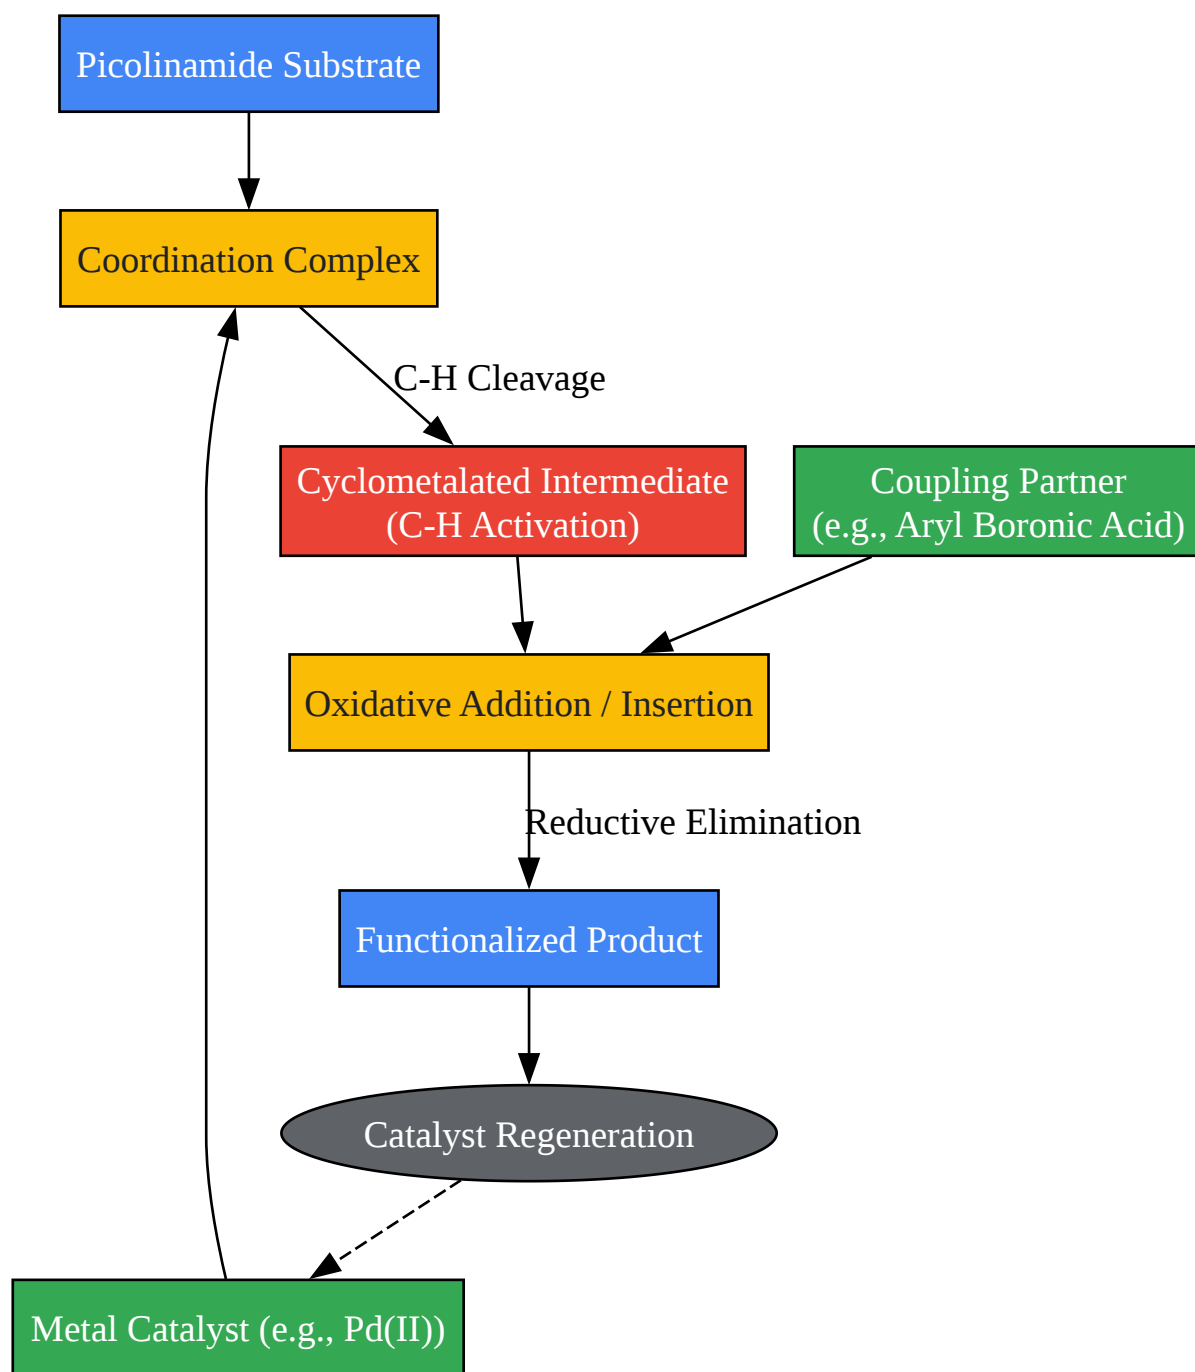 Picolinamide Substrate
Coordination Complex
C-H Cleavage
Cyclometalated Intermediate
(C-H Activation)
Coupling Partner
(e.g., Aryl Boronic Acid)
Oxidative Addition / Insertion
Reductive Elimination
Functionalized Product
Catalyst Regeneration
Metal Catalyst (e.g., Pd(II))